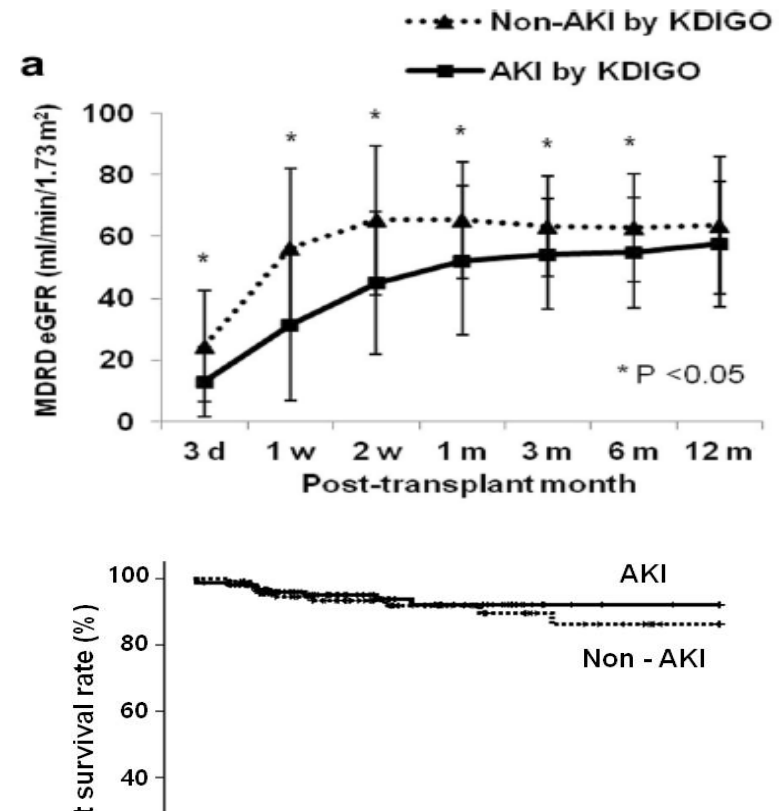 Non-AKI by KDIGO
a
AKI by KDIGO
MDRD eGFR (ml/min/1.73 m²)
100
80
60
40
20
0
*
*
*
*
*
*
* P <0.05
3 d 1 w 2 w 1 m 3 m 6 m 12 m
Post-transplant month
t survival rate (%)
100
80
60
40
AKI
Non - AKI